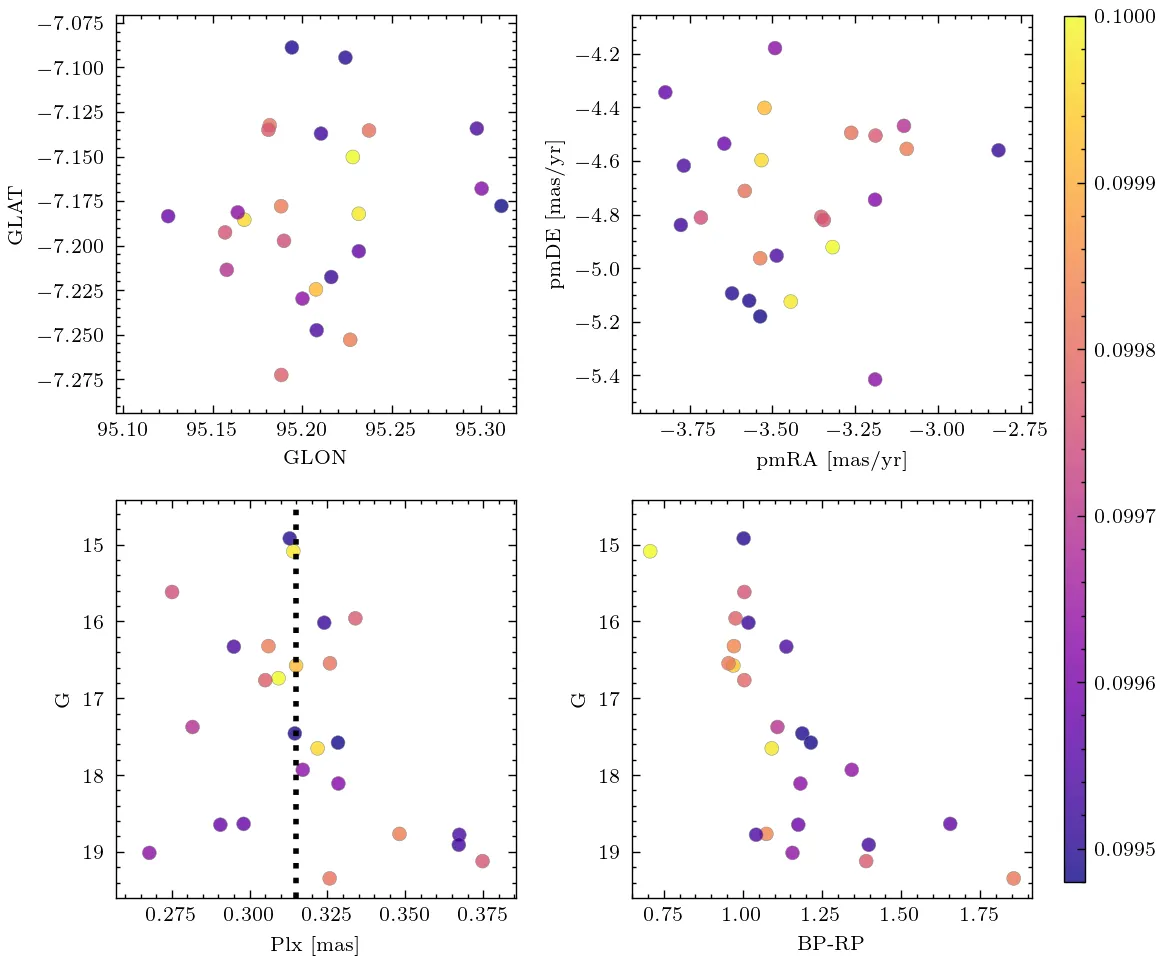 −7.075
−7.100
−7.125
−7.150
−7.175
−7.200
−7.225
−7.250
−7.275
GLAT
95.10 95.15 95.20 95.25 95.30
GLON
−4.2
−4.4
−4.6
−4.8
−5.0
−5.2
−5.4
pmDE [mas/yr]
−3.75 −3.50 −3.25 −3.00 −2.75
pmRA [mas/yr]
0.1000
0.0999
0.0998
0.0997
0.0996
0.0995
15
16
17
18
19
G
0.275 0.300 0.325 0.350 0.375
Plx [mas]
15
16
17
18
19
G
0.75 1.00 1.25 1.50 1.75
BP-RP